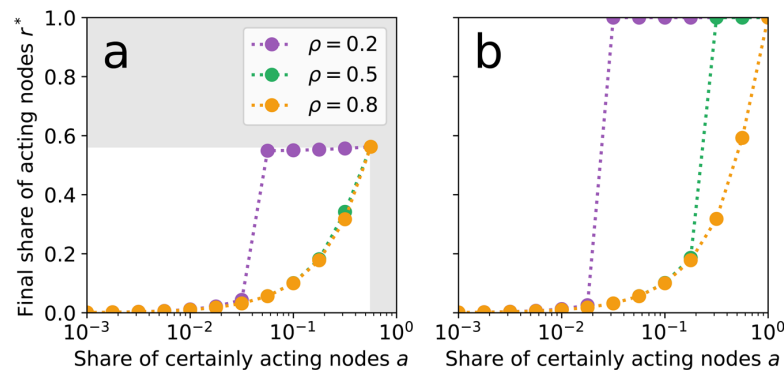 Final share of acting nodes r*
1.0
0.8
0.6
0.4
0.2
0.0
a
ρ = 0.2
ρ = 0.5
ρ = 0.8
10⁻³
10⁻²
10⁻¹
10⁰
Share of certainly acting nodes a
b
10⁻³
10⁻²
10⁻¹
10⁰
Share of certainly acting nodes a